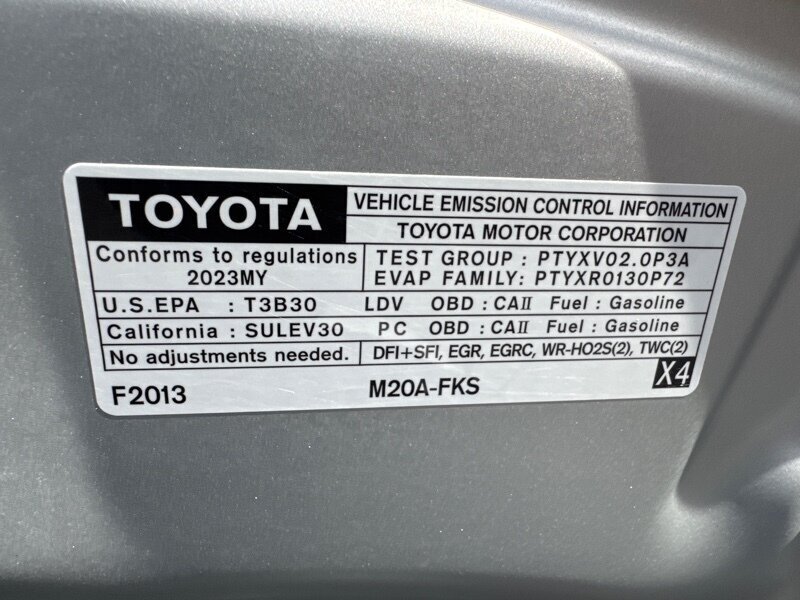 TOYOTA
VEHICLE EMISSION CONTROL INFORMATION
TOYOTA MOTOR CORPORATION
Conforms to regulations
2023MY
TEST GROUP : PTYXV02.0P3A
EVAP FAMILY: PTYXR0130P72
U.S.EPA : T3B30 LDV OBD : CAII Fuel : Gasoline
California : SULEV30 PC OBD : CAII Fuel : Gasoline
No adjustments needed. DFI+SFI, EGR, EGRC, WR-HO2S(2), TWC(2)
F2013 M20A-FKS X4